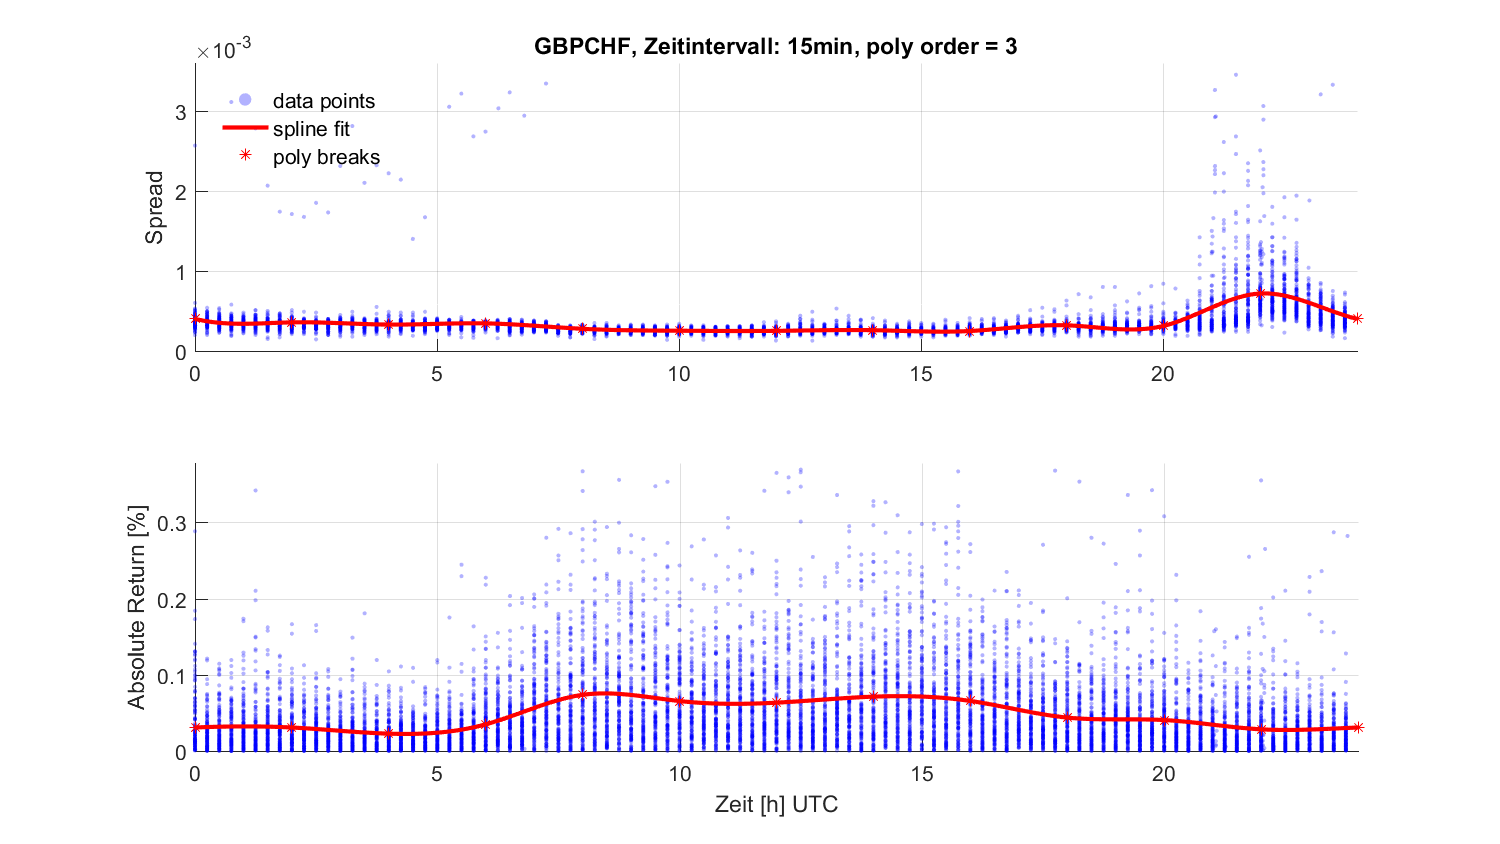 ×10-3
GBPCHF, Zeitintervall: 15min, poly order = 3
data points
spline fit
poly breaks
Spread
3
2
1
0
0 5 10 15 20
Absolute Return [%]
0.3
0.2
0.1
0
0 5 10 15 20
Zeit [h] UTC